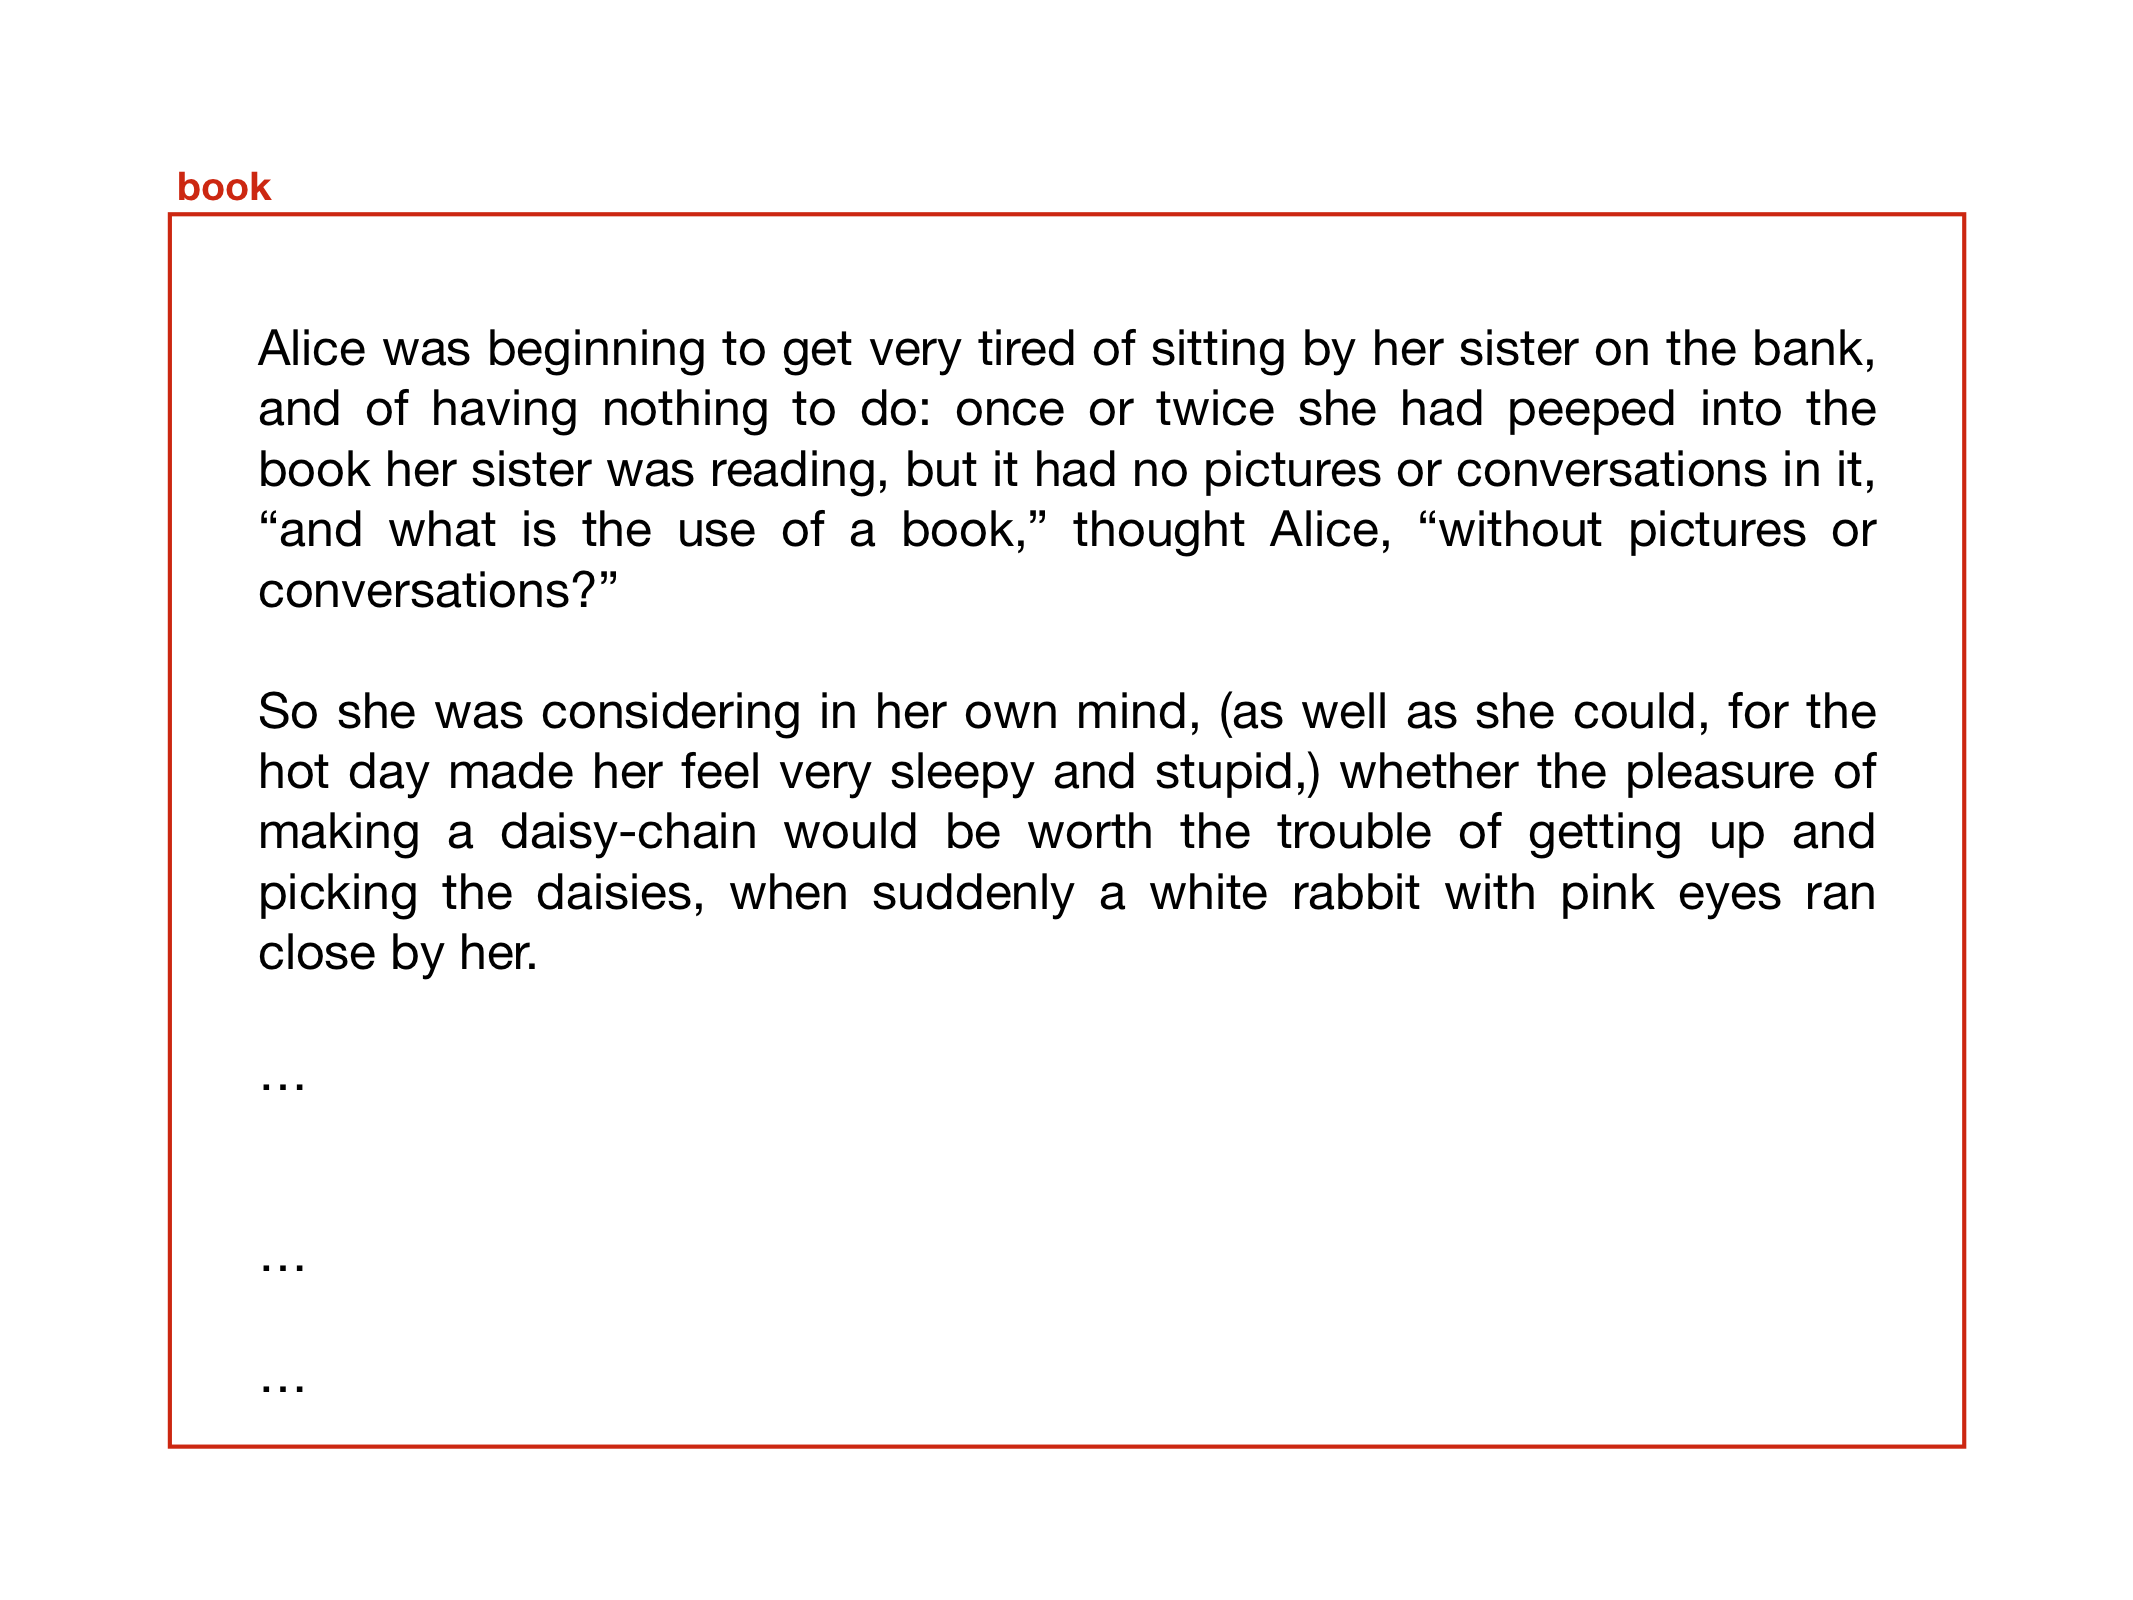 book
Alice was beginning to get very tired of sitting by her sister on the bank,
and of having nothing to do: once or twice she had peeped into the
book her sister was reading, but it had no pictures or conversations in it,
“and what is the use of a book,” thought Alice, “without pictures or
conversations?”
So she was considering in her own mind, (as well as she could, for the
hot day made her feel very sleepy and stupid,) whether the pleasure of
making a daisy-chain would be worth the trouble of getting up and
picking the daisies, when suddenly a white rabbit with pink eyes ran
close by her.
…
…
…